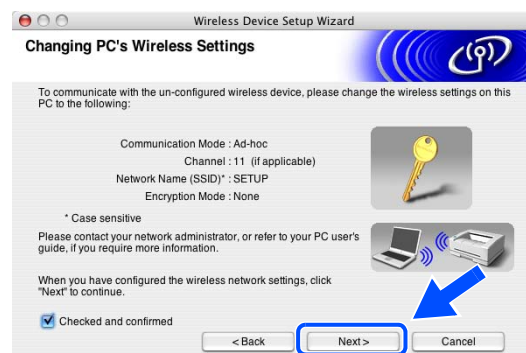 Wireless Device Setup Wizard
Changing PC's Wireless Settings
To communicate with the un-configured wireless device, please change the wireless settings on this
PC to the following:
Communication Mode : Ad-hoc
Channel : 11 (if applicable)
Network Name (SSID)* : SETUP
Encryption Mode : None
* Case sensitive
Please contact your network administrator, or refer to your PC user's
guide, if you require more information.
When you have configured the wireless network settings, click
"Next" to continue.
Checked and confirmed
< Back Next > Cancel